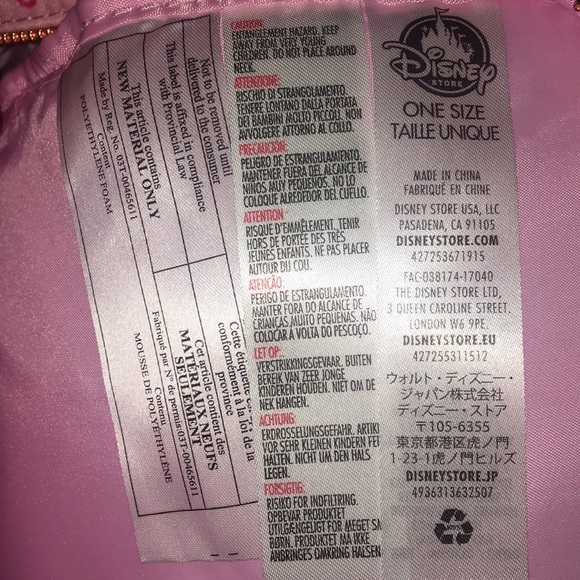 Not to be removed until
delivered to the consumer
This label is affixed in compliance
with Provincial Law
This article contains
NEW MATERIAL ONLY
Made by Reg. No. 03T-00465611
Content
POLYETHYLENE FOAM
Cette étiquette
conformément à la loi de la
province
Cet article contient des
MATÉRIAUX NEUFS
SEULEMENT
Fabriqué par Nº de permis-03T-00465611
Contenu
MOUSSE DE POLYÉTHYLÈNE
CAUTION:
ENTANGLEMENT HAZARD. KEEP
AWAY FROM VERY YOUNG
CHILDREN. DO NOT PLACE AROUND
NECK.
ATTENZIONE:
RISCHIO DI STRANGOLAMENTO.
TENERE LONTANO DALLA PORTATA
DEI BAMBINI MOLTO PICCOLI. NON
AVVOLGERE ATTORNO AL COLLO.
PRECAUCIÓN:
PELIGRO DE ESTRANGULAMIENTO.
MANTENER FUERA DEL ALCANCE DE
NIÑOS MUY PEQUEÑOS. NO LO
COLOQUE ALREDEDOR DEL CUELLO.
ATTENTION
RISQUE D'EMMÊLEMENT. TENIR
HORS DE PORTÉE DES TRÈS
JEUNES ENFANTS. NE PAS PLACER
AUTOUR DU COU.
ATENÇÃO:
PERIGO DE ESTRANGULAMENTO.
MANTER FORA DO ALCANCE DE
CRIANÇAS MUITO PEQUENAS. NÃO
COLOCAR À VOLTA DO PESCOÇO.
LET OP:
VERSTRIKKINGSGEVAAR. BUITEN
BEREIK VAN ZEER JONGE
KINDEREN HOUDEN. NIET OM DE
NEK HANGEN.
ACHTUNG:
ERDROSSELUNGSGEFAHR. ARTIK
VOR SEHR KLEINEN KINDERN FE
HALTEN. NICHT UM DEN HALS
LEGEN.
FORSIGTIG:
RISIKO FOR INDFILTRING.
OPBEVAR PRODUKTET
UTILGÆNGELIGT FOR MEGET SM
BØRN. PRODUKTET MÅ IKKE
ANBRINGES OMKRING HALSEN
Disney
STORE
ONE SIZE
TAILLE UNIQUE
MADE IN CHINA
FABRIQUÉ EN CHINE
DISNEY STORE USA, LLC
PASADENA, CA 91105
DISNEYSTORE.COM
427253671915
FAC-038174-17040
THE DISNEY STORE LTD,
3 QUEEN CAROLINE STREET,
LONDON W6 9PE.
DISNEYSTORE.EU
427255311512
ウォルト・ディズニー・
ジャパン株式会社
ディズニー・ストア
〒105-6355
東京都港区虎ノ門
1-23-1虎ノ門ヒルズ
DISNEYSTORE.JP
4936313632507